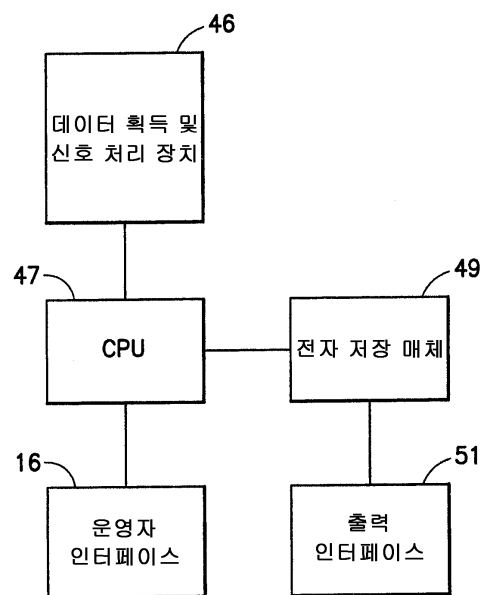 46
데이터 획득 및
신호 처리 장치
47
CPU
49
전자 저장 매체
16
운영자
인터페이스
51
출력
인터페이스